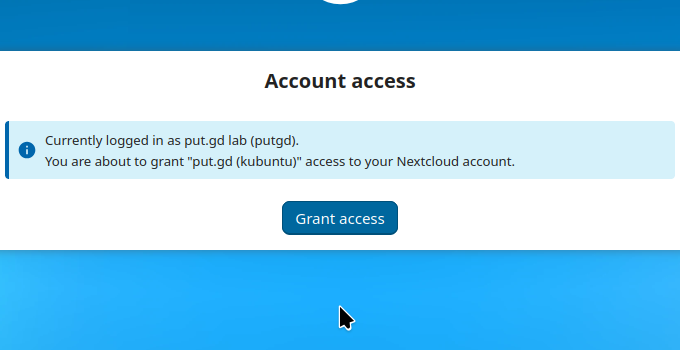 Account access
Currently logged in as put.gd lab (putgd).
You are about to grant "put.gd (kubuntu)" access to your Nextcloud account.
Grant access